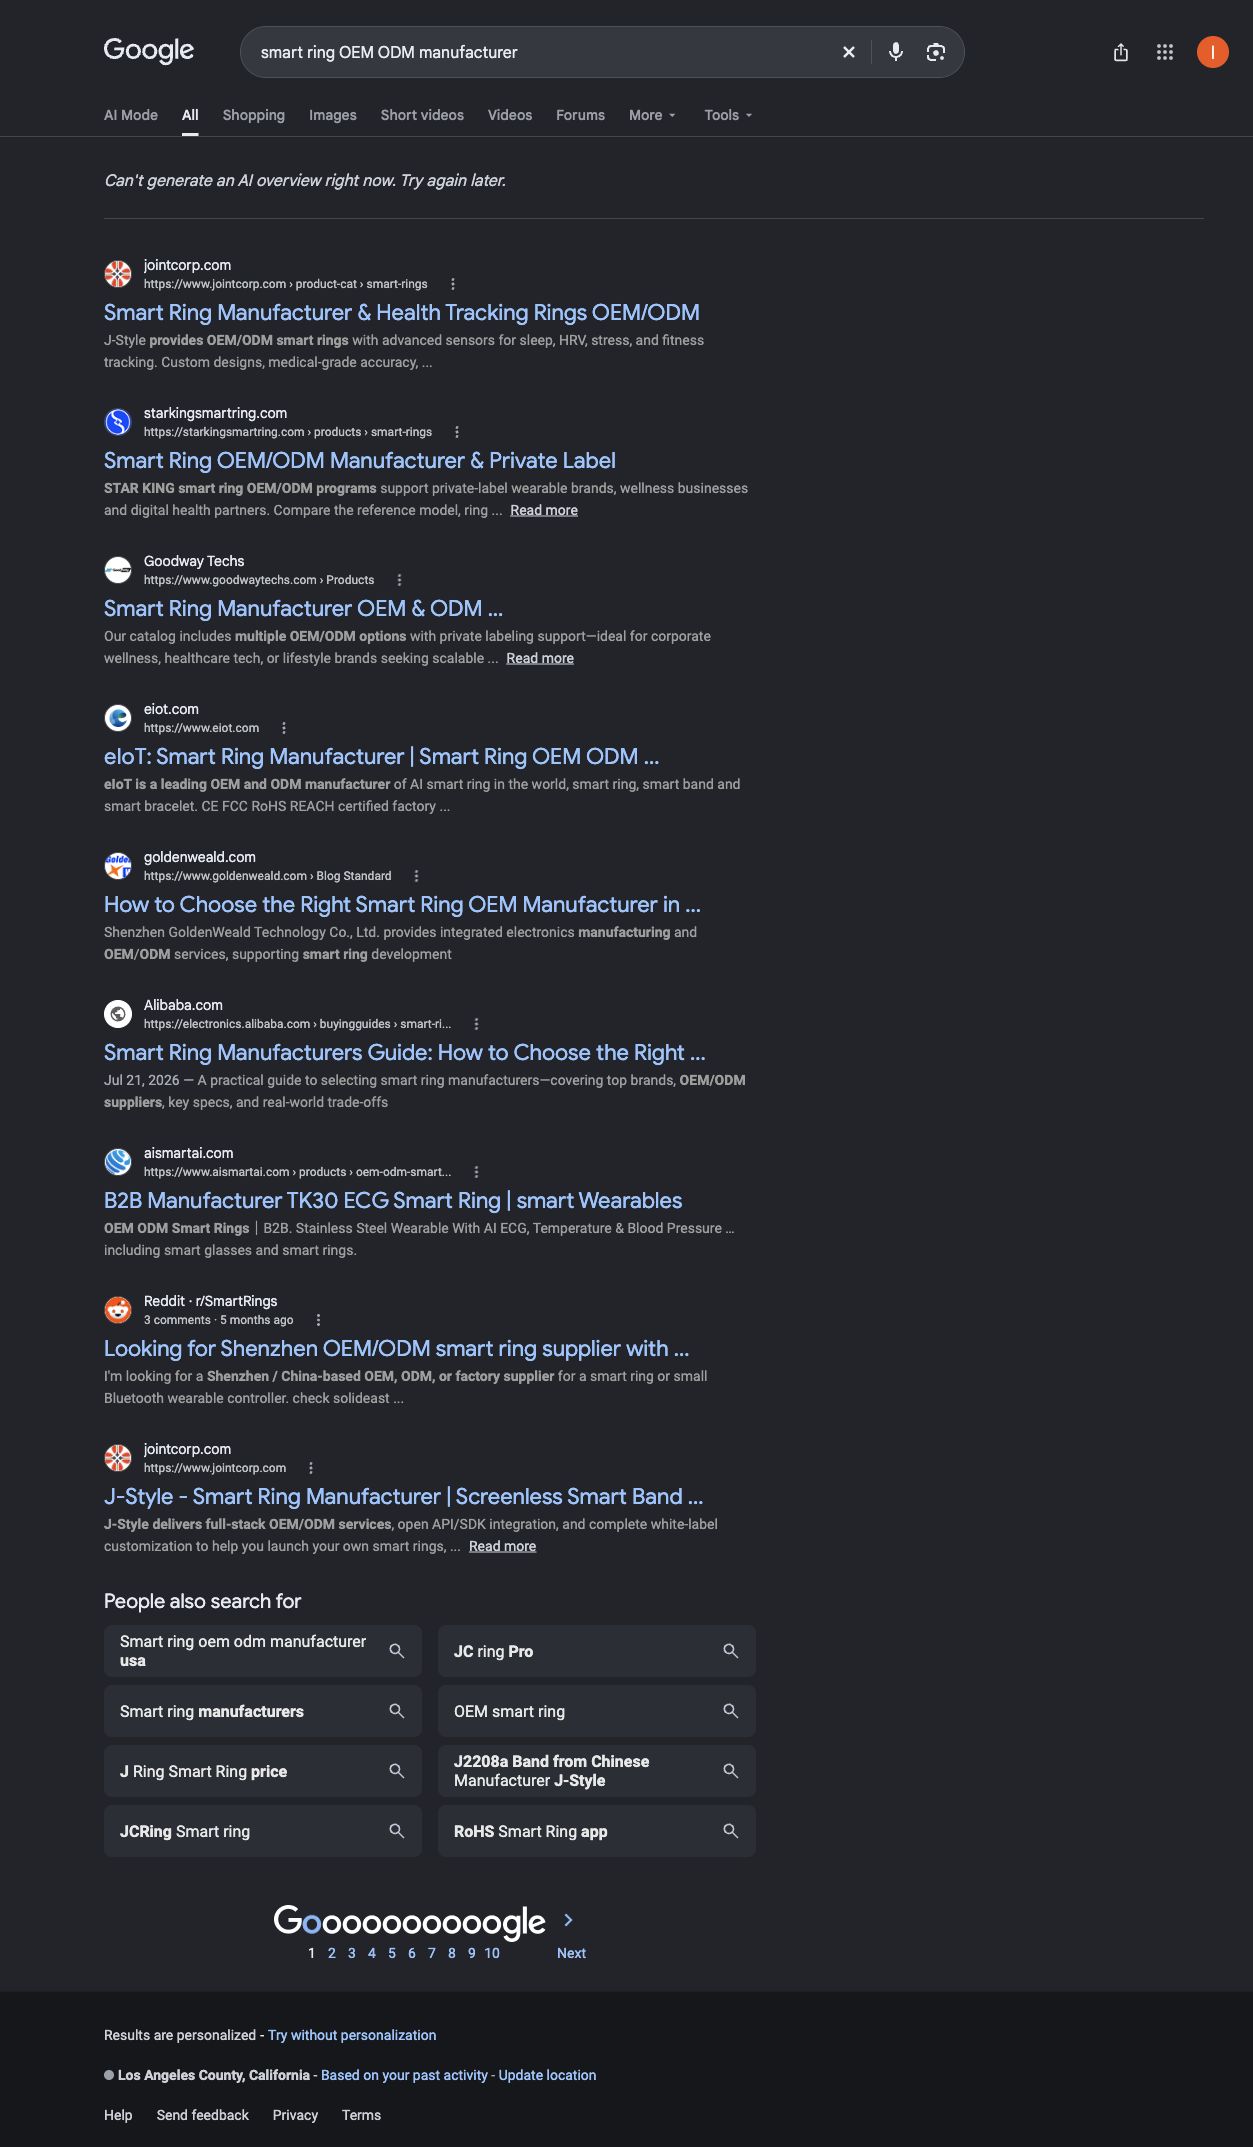 Google
smart ring OEM ODM manufacturer
I
AI Mode All Shopping Images Short videos Videos Forums More Tools
Can't generate an AI overview right now. Try again later.
jointcorp.com
https://www.jointcorp.com › product-cat › smart-rings
Smart Ring Manufacturer & Health Tracking Rings OEM/ODM
J-Style provides OEM/ODM smart rings with advanced sensors for sleep, HRV, stress, and fitness
tracking. Custom designs, medical-grade accuracy, ...
starkingsmartring.com
https://starkingsmartring.com › products › smart-rings
Smart Ring OEM/ODM Manufacturer & Private Label
STAR KING smart ring OEM/ODM programs support private-label wearable brands, wellness businesses
and digital health partners. Compare the reference model, ring ... Read more
Goodway Techs
https://www.goodwaytechs.com › Products
Smart Ring Manufacturer OEM & ODM ...
Our catalog includes multiple OEM/ODM options with private labeling support—ideal for corporate
wellness, healthcare tech, or lifestyle brands seeking scalable ... Read more
eiot.com
https://www.eiot.com
eIoT: Smart Ring Manufacturer | Smart Ring OEM ODM ...
eIoT is a leading OEM and ODM manufacturer of AI smart ring in the world, smart ring, smart band and
smart bracelet. CE FCC RoHS REACH certified factory ...
goldenweald.com
https://www.goldenweald.com › Blog Standard
How to Choose the Right Smart Ring OEM Manufacturer in ...
Shenzhen GoldenWeald Technology Co., Ltd. provides integrated electronics manufacturing and
OEM/ODM services, supporting smart ring development
Alibaba.com
https://electronics.alibaba.com › buyingguides › smart-ri...
Smart Ring Manufacturers Guide: How to Choose the Right ...
Jul 21, 2026 — A practical guide to selecting smart ring manufacturers—covering top brands, OEM/ODM
suppliers, key specs, and real-world trade-offs
aismartai.com
https://www.aismartai.com › products › oem-odm-smart...
B2B Manufacturer TK30 ECG Smart Ring | smart Wearables
OEM ODM Smart Rings｜B2B. Stainless Steel Wearable With AI ECG, Temperature & Blood Pressure ...
including smart glasses and smart rings.
Reddit · r/SmartRings
3 comments · 5 months ago
Looking for Shenzhen OEM/ODM smart ring supplier with ...
I'm looking for a Shenzhen / China-based OEM, ODM, or factory supplier for a smart ring or small
Bluetooth wearable controller. check solideast ...
jointcorp.com
https://www.jointcorp.com
J-Style - Smart Ring Manufacturer | Screenless Smart Band ...
J-Style delivers full-stack OEM/ODM services, open API/SDK integration, and complete white-label
customization to help you launch your own smart rings, ... Read more
People also search for
Smart ring oem odm manufacturer
usa
JC ring Pro
Smart ring manufacturers
OEM smart ring
J Ring Smart Ring price
J2208a Band from Chinese
Manufacturer J-Style
JCRing Smart ring
RoHS Smart Ring app
Goooooooooogle
1 2 3 4 5 6 7 8 9 10 Next
Results are personalized - Try without personalization
Los Angeles County, California - Based on your past activity - Update location
Help Send feedback Privacy Terms